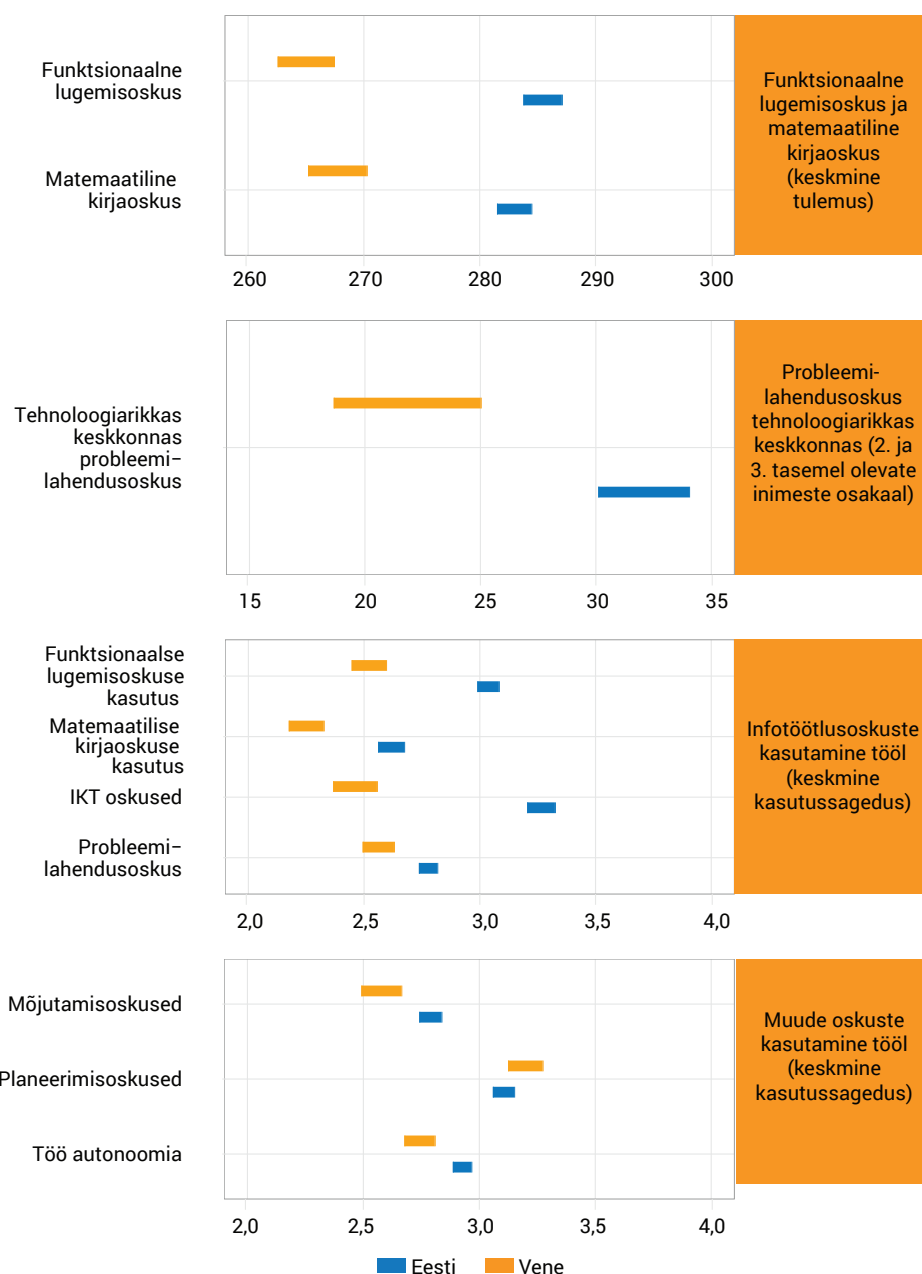 Funktsionaalne
lugemisoskus
Matemaatiline
kirjaoskus
260 270 280 290 300
Funktsionaalne
lugemisoskus ja
matemaatiline
kirjaoskus
(keskmine
tulemus)
Tehnoloogiarikkas
keskkonnas
probleemi–
lahendusoskus
15 20 25 30 35
Probleemi-
lahendusoskus
tehnoloogiarikkas
keskkonnas (2. ja
3. tasemel olevate
inimeste osakaal)
Funktsionaalse
lugemisoskuse
kasutus
Matemaatilise
kirjaoskuse
kasutus
IKT oskused
Probleemi–
lahendusoskus
2,0 2,5 3,0 3,5 4,0
Infotöötlusoskuste
kasutamine tööl
(keskmine
kasutussagedus)
Mõjutamisoskused
Planeerimisoskused
Töö autonoomia
2,0 2,5 3,0 3,5 4,0
Muude oskuste
kasutamine tööl
(keskmine
kasutussagedus)
Eesti Vene